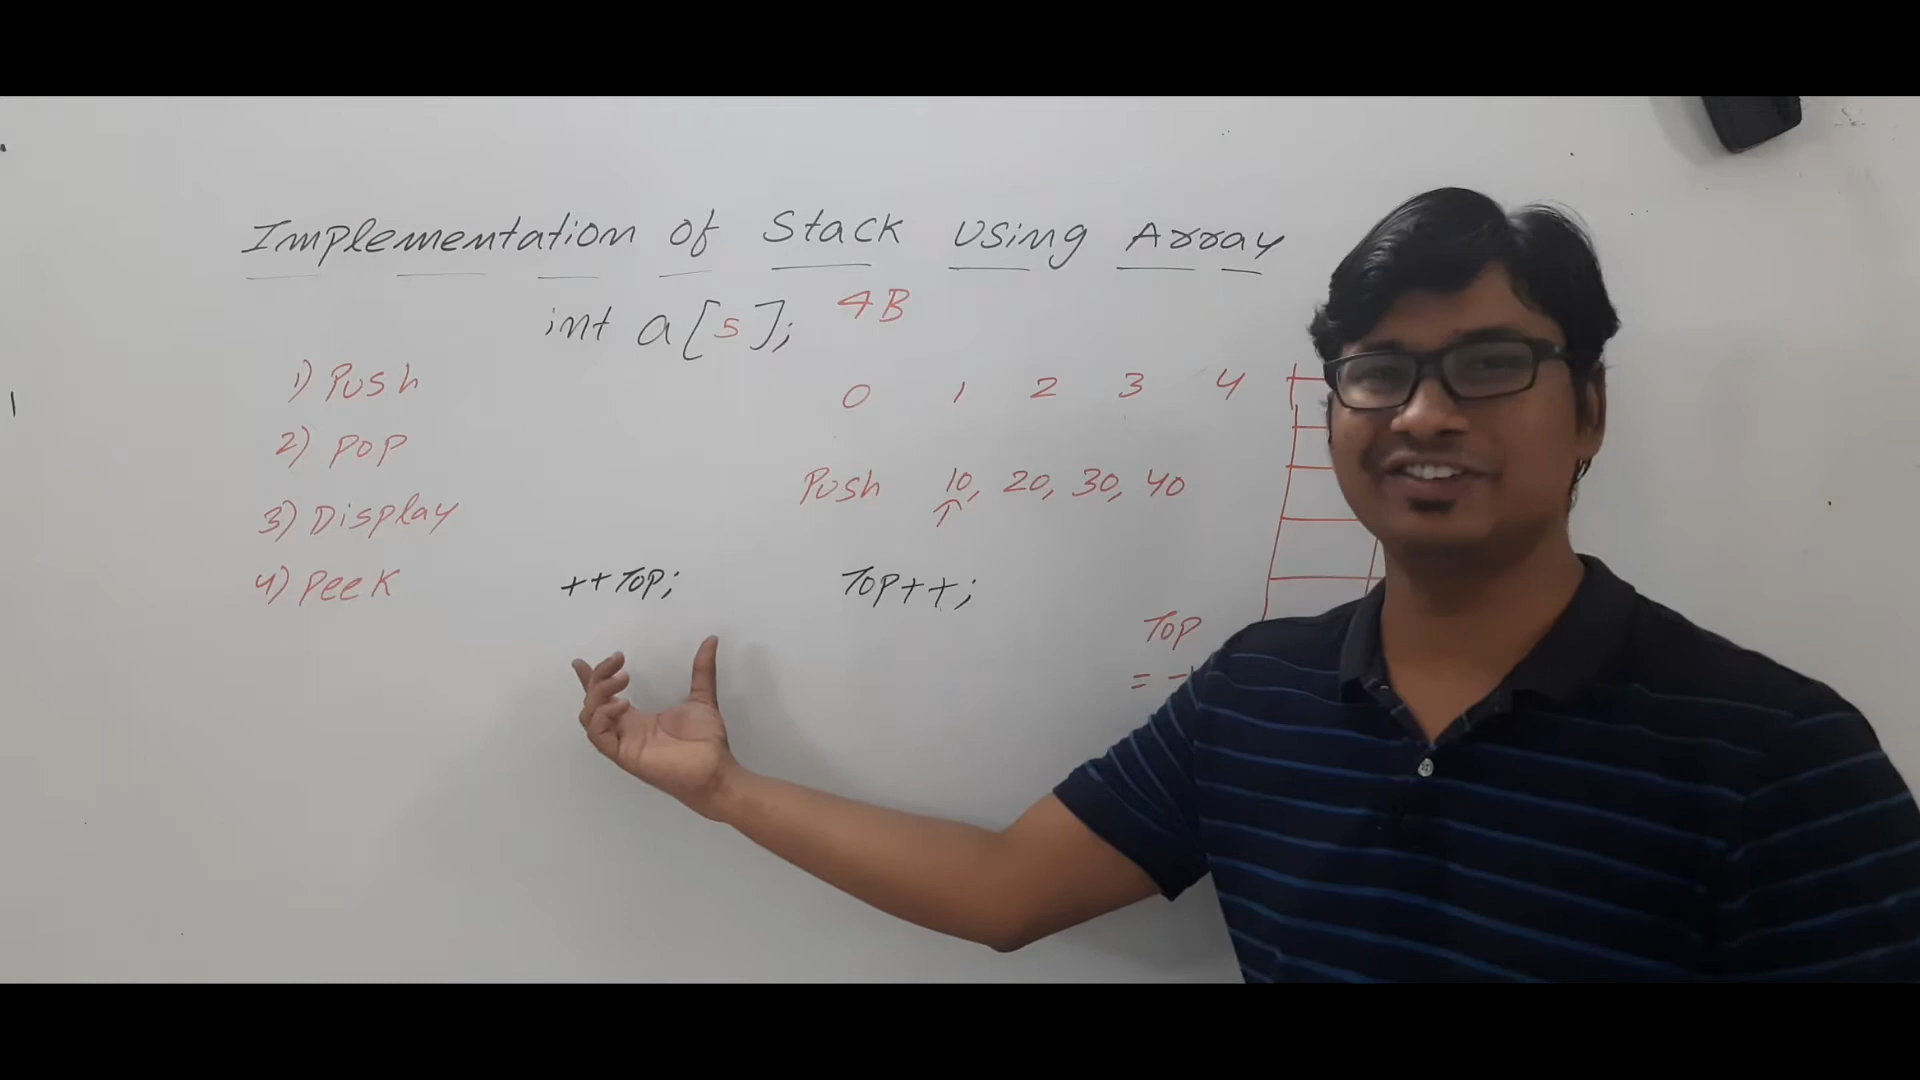 Implementation of Stack Using Array
int a[5]; 4B
1) Push
0 1 2 3 4
2) Pop
Push 10, 20, 30, 40
3) Display
4) Peek ++Top; Top++;
Top
= -